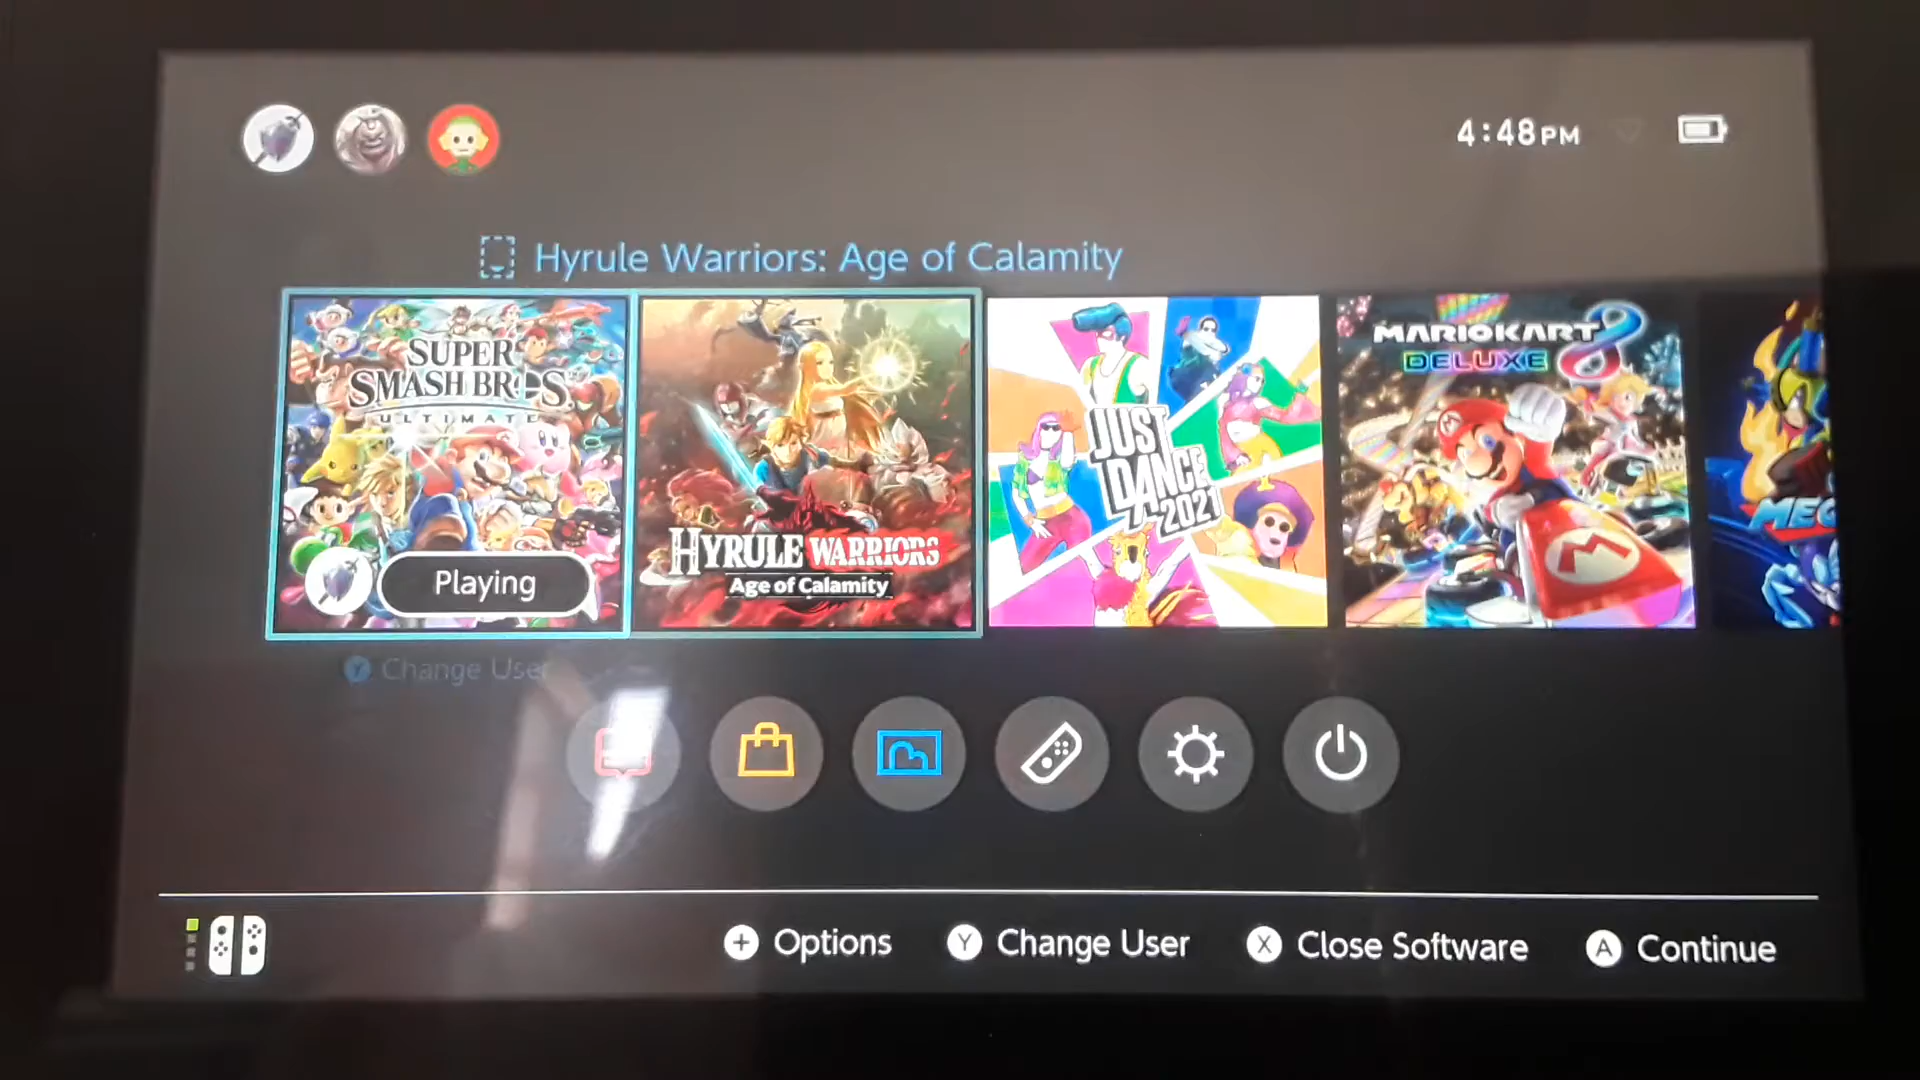 4:48PM
Hyrule Warriors: Age of Calamity
SUPER
SMASH BROS.
ULTIMATE
Playing
HYRULE WARRIORS
Age of Calamity
JUST
DANCE
2021
MARIOKART 8
DELUXE
Y Change User
+ Options
Y Change User
X Close Software
A Continue